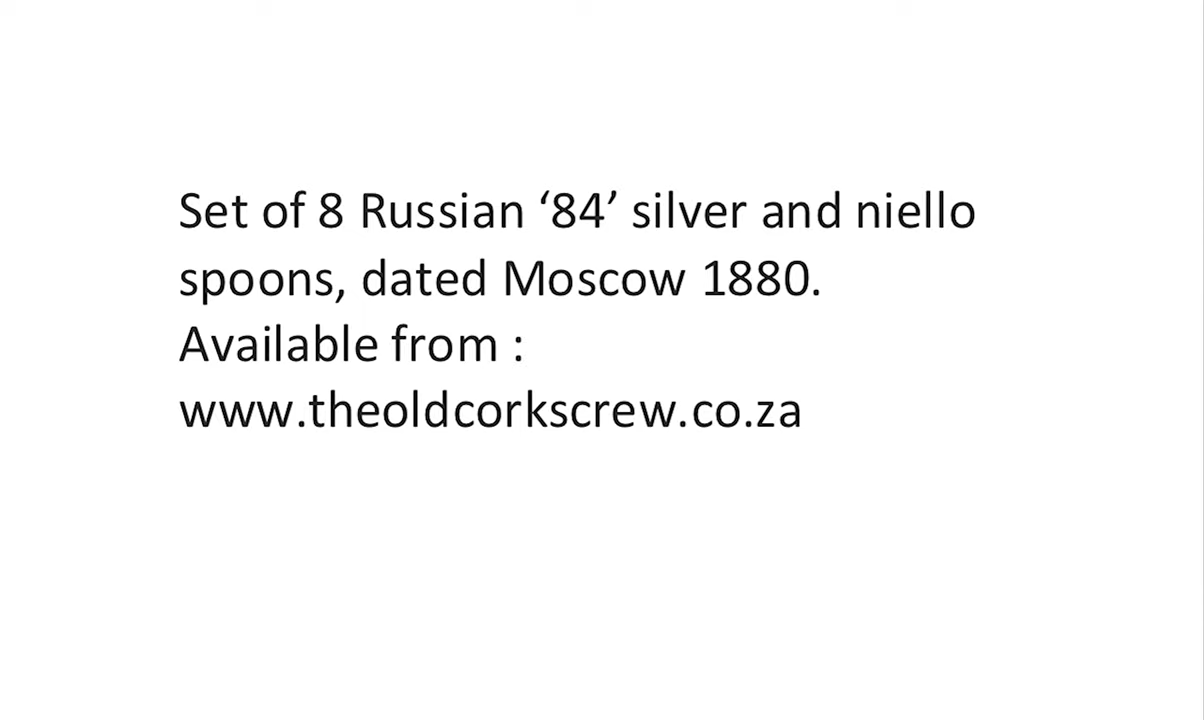 Set of 8 Russian ‘84’ silver and niello
spoons, dated Moscow 1880.
Available from :
www.theoldcorkscrew.co.za